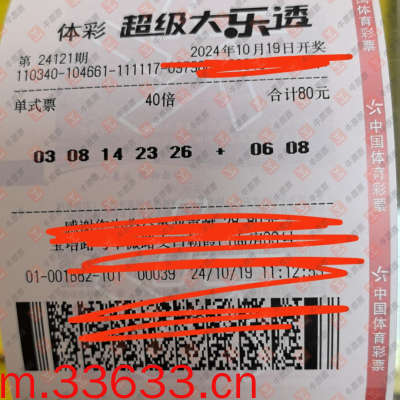 体彩 超级大乐透
第 24121期 2024年10月19日开奖
110340-104661-111117-
单式票 40倍 合计80元
03 08 14 23 26 + 06 08
01-001882-101 00039 24/10/19 11:12:53
m.33633.cn
中国体育彩票
中国体育彩票